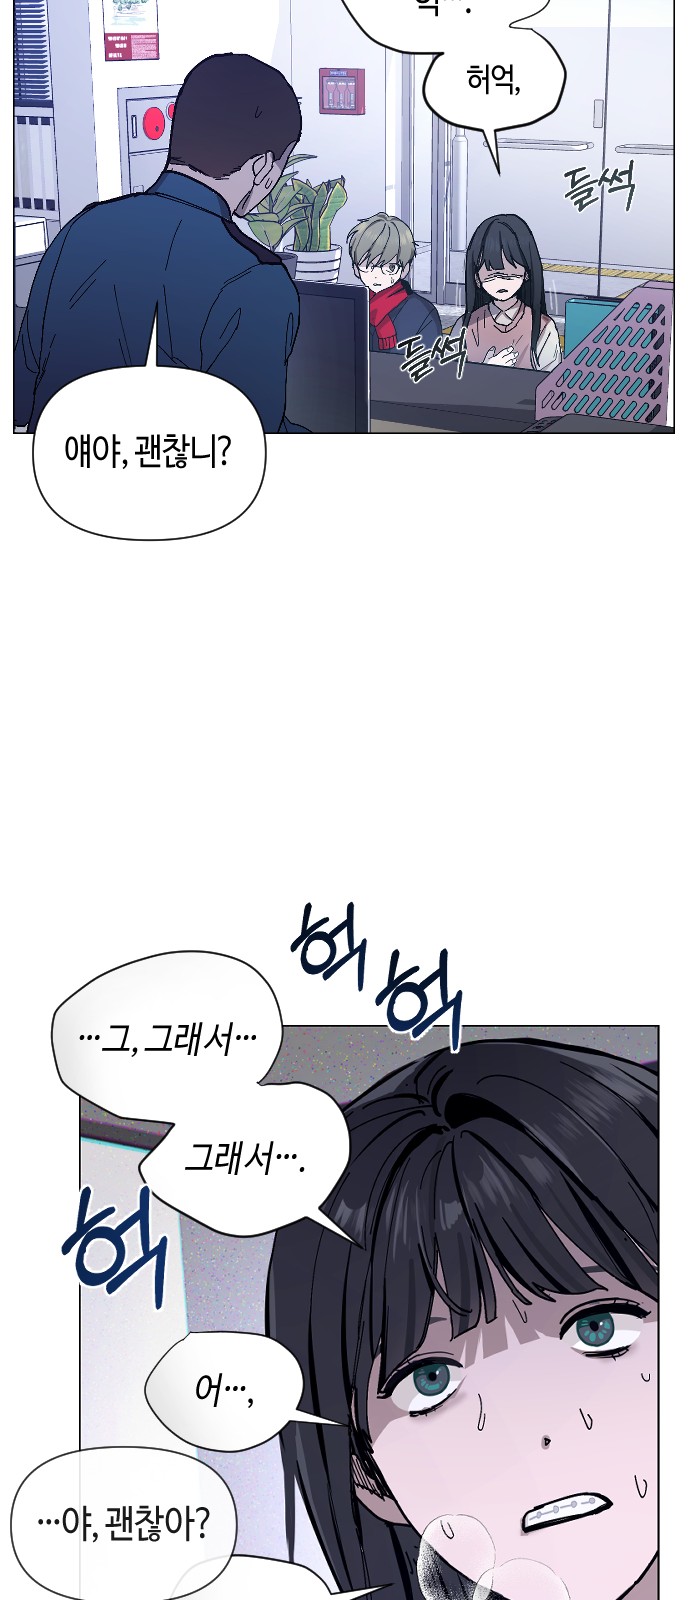 헉….
허억,
들썩
들썩
얘야, 괜찮니?
헉
헉
…그, 그래서…
그래서….
헉
어…,
…야, 괜찮아?